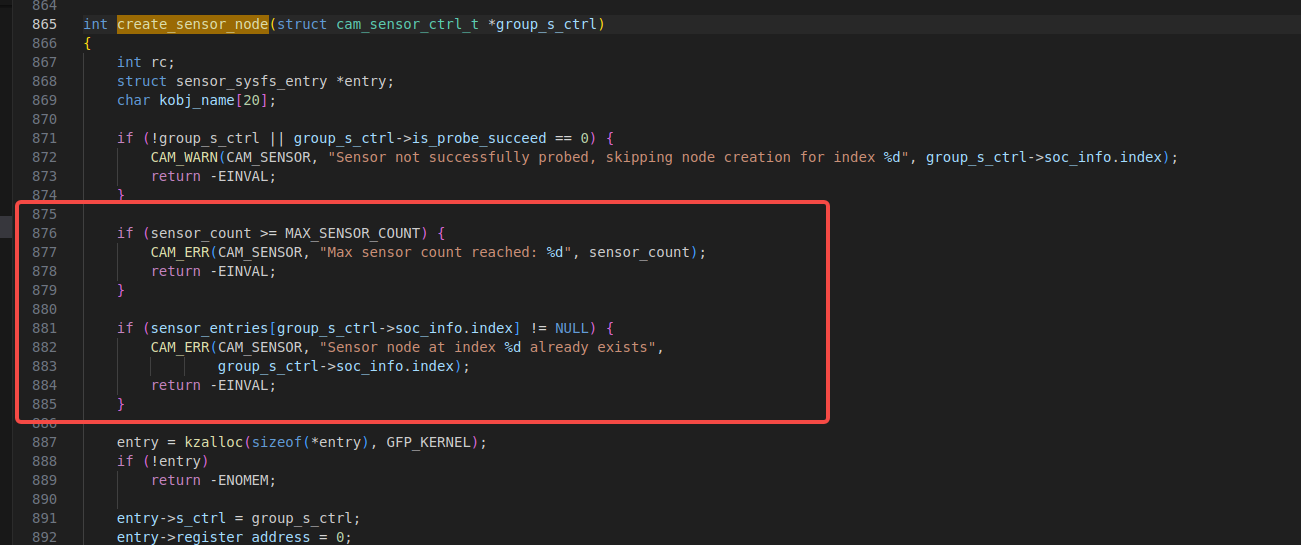 864
865 int create_sensor_node(struct cam_sensor_ctrl_t *group_s_ctrl)
866 {
867     int rc;
868     struct sensor_sysfs_entry *entry;
869     char kobj_name[20];
870
871     if (!group_s_ctrl || group_s_ctrl->is_probe_succeed == 0) {
872         CAM_WARN(CAM_SENSOR, "Sensor not successfully probed, skipping node creation for index %d", group_s_ctrl->soc_info.index);
873         return -EINVAL;
874     }
875
876     if (sensor_count >= MAX_SENSOR_COUNT) {
877         CAM_ERR(CAM_SENSOR, "Max sensor count reached: %d", sensor_count);
878         return -EINVAL;
879     }
880
881     if (sensor_entries[group_s_ctrl->soc_info.index] != NULL) {
882         CAM_ERR(CAM_SENSOR, "Sensor node at index %d already exists",
883                 group_s_ctrl->soc_info.index);
884         return -EINVAL;
885     }
886
887     entry = kzalloc(sizeof(*entry), GFP_KERNEL);
888     if (!entry)
889         return -ENOMEM;
890
891     entry->s_ctrl = group_s_ctrl;
892     entry->register_address = 0;